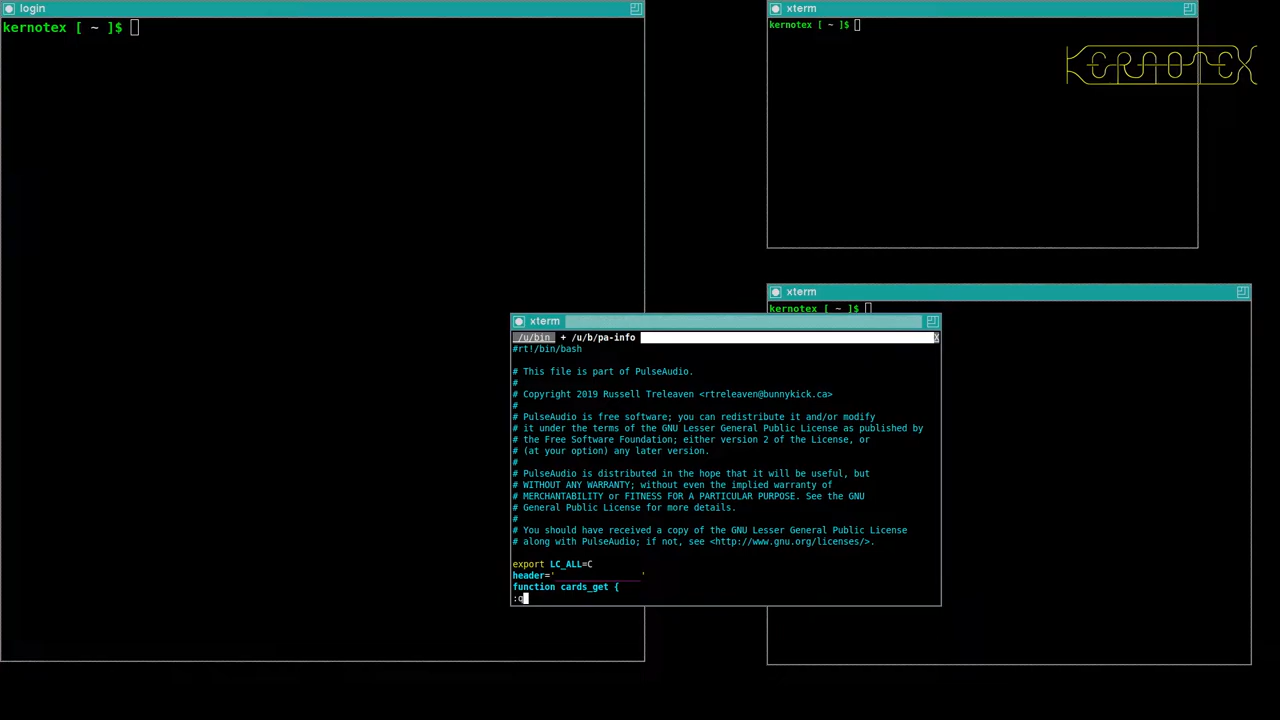 login
kernotex [ ~ ]$
xterm
kernotex [ ~ ]$
KERNOTEX
xterm
kernotex [ ~ ]$
xterm
/u/bin + /u/b/pa-info X
#rt!/bin/bash
# This file is part of PulseAudio.
#
# Copyright 2019 Russell Treleaven <rtreleaven@bunnykick.ca>
#
# PulseAudio is free software; you can redistribute it and/or modify
# it under the terms of the GNU Lesser General Public License as published by
# the Free Software Foundation; either version 2 of the License, or
# (at your option) any later version.
#
# PulseAudio is distributed in the hope that it will be useful, but
# WITHOUT ANY WARRANTY; without even the implied warranty of
# MERCHANTABILITY or FITNESS FOR A PARTICULAR PURPOSE. See the GNU
# General Public License for more details.
#
# You should have received a copy of the GNU Lesser General Public License
# along with PulseAudio; if not, see <http://www.gnu.org/licenses/>.
export LC_ALL=C
header='____________________'
function cards_get {
:q